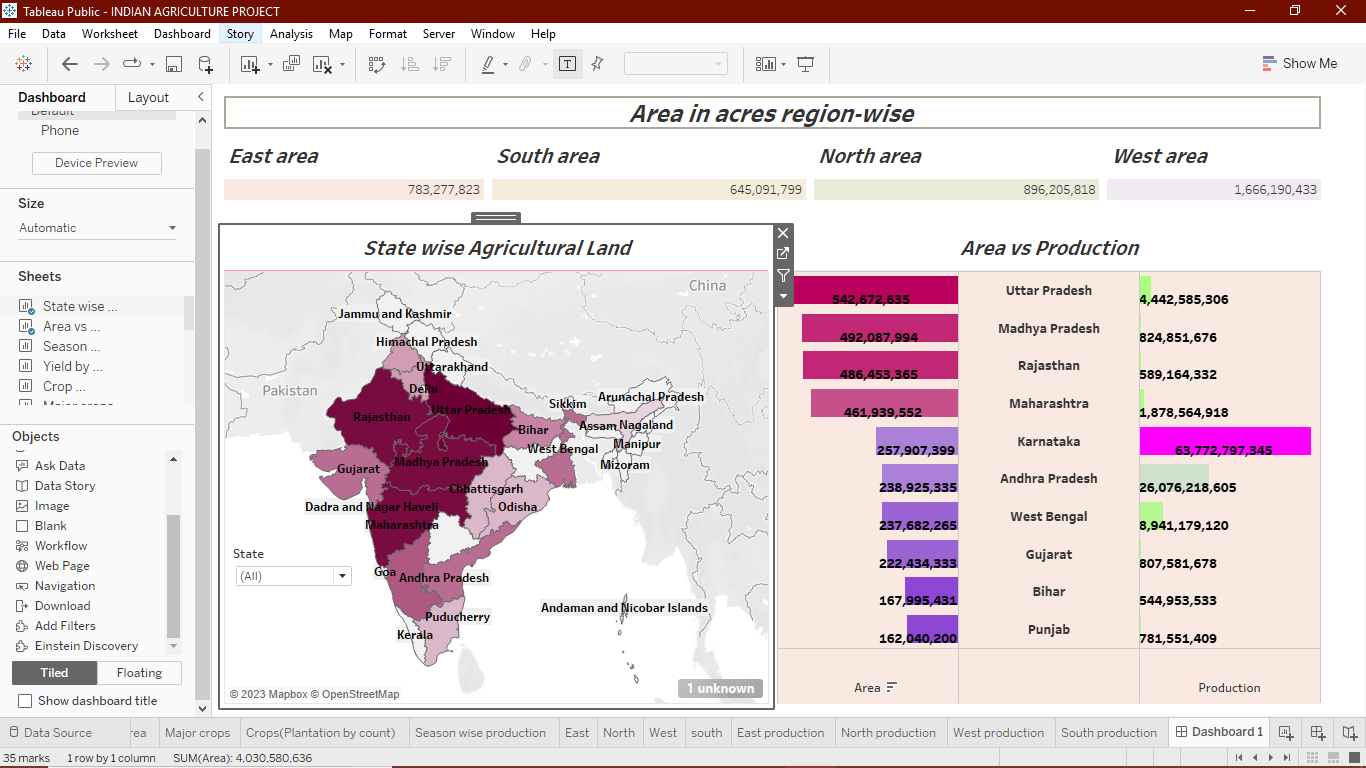 Tableau Public - INDIAN AGRICULTURE PROJECT
File Data Worksheet Dashboard Story Analysis Map Format Server Window Help
Show Me
Dashboard Layout
Default
Phone
Device Preview
Size
Automatic
Sheets
State wise ...
Area vs ...
Season ...
Yield by ...
Crop ...
Major crops
Objects
Ask Data
Data Story
Image
Blank
Workflow
Web Page
Navigation
Download
Add Filters
Einstein Discovery
Tiled Floating
Show dashboard title
Area in acres region-wise
East area South area North area West area
783,277,823 645,091,799 896,205,818 1,666,190,433
State wise Agricultural Land
China
Jammu and Kashmir
Himachal Pradesh
Uttarakhand
Pakistan
Delhi
Arunachal Pradesh
Sikkim
Rajasthan Uttar Pradesh
Assam Nagaland
Bihar
Manipur
West Bengal
Mizoram
Madhya Pradesh
Gujarat
Chhattisgarh
Odisha
Dadra and Nagar Haveli
Maharashtra
State
(All)
Goa Andhra Pradesh
Andaman and Nicobar Islands
Puducherry
Kerala
© 2023 Mapbox © OpenStreetMap
1 unknown
Area vs Production
542,672,635 Uttar Pradesh 4,442,585,306
492,087,994 Madhya Pradesh 824,851,676
486,453,365 Rajasthan 589,164,332
461,939,552 Maharashtra 1,878,564,918
257,907,399 Karnataka 63,772,797,345
238,925,335 Andhra Pradesh 26,076,218,605
237,682,265 West Bengal 8,941,179,120
222,434,333 Gujarat 807,581,678
167,995,431 Bihar 544,953,533
162,040,200 Punjab 781,551,409
Area Production
Data Source rea Major crops Crops(Plantation by count) Season wise production East North West south East production North production West production South production Dashboard 1
35 marks 1 row by 1 column SUM(Area): 4,030,580,636